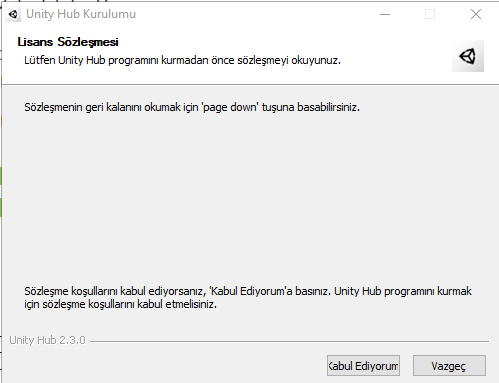 Unity Hub Kurulumu
Lisans Sözleşmesi
Lütfen Unity Hub programını kurmadan önce sözleşmeyi okuyunuz.
Sözleşmenin geri kalanını okumak için 'page down' tuşuna basabilirsiniz.
Sözleşme koşullarını kabul ediyorsanız, 'Kabul Ediyorum'a basınız. Unity Hub programını kurmak
için sözleşme koşullarını kabul etmelisiniz.
Unity Hub 2.3.0
Kabul Ediyorum
Vazgeç